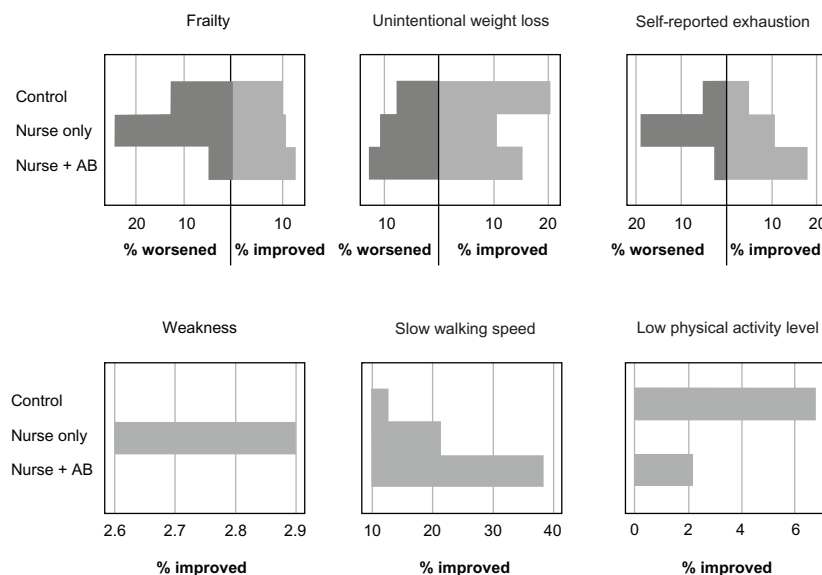 Frailty
Unintentional weight loss
Self-reported exhaustion
Control
Nurse only
Nurse + AB
20 10 10
10 10 20
20 10 10 20
% worsened % improved
% worsened % improved
% worsened % improved
Weakness
Slow walking speed
Low physical activity level
Control
Nurse only
Nurse + AB
2.6 2.7 2.8 2.9
10 20 30 40
0 2 4 6
% improved
% improved
% improved